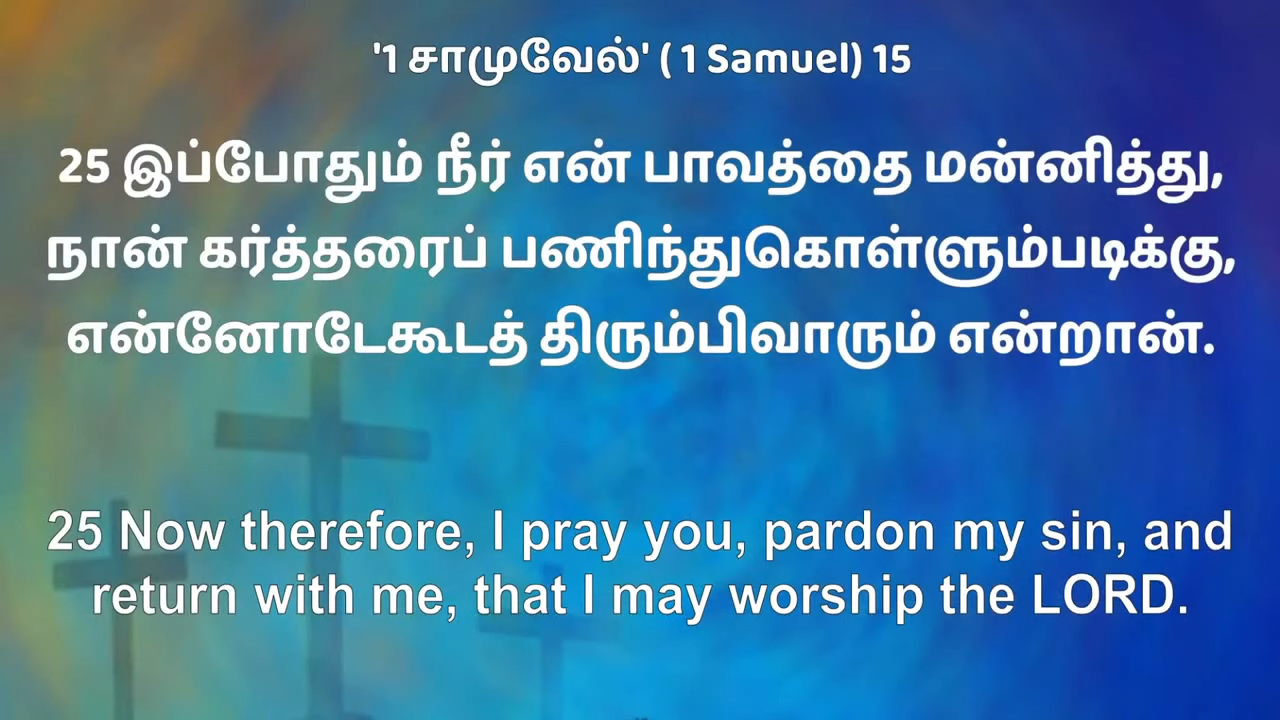 '1 சாமுவேல்' ( 1 Samuel) 15
25 இப்போதும் நீர் என் பாவத்தை மன்னித்து,
நான் கர்த்தரைப் பணிந்துகொள்ளும்படிக்கு,
என்னோடேகூடத் திரும்பிவாரும் என்றான்.
25 Now therefore, I pray you, pardon my sin, and
return with me, that I may worship the LORD.